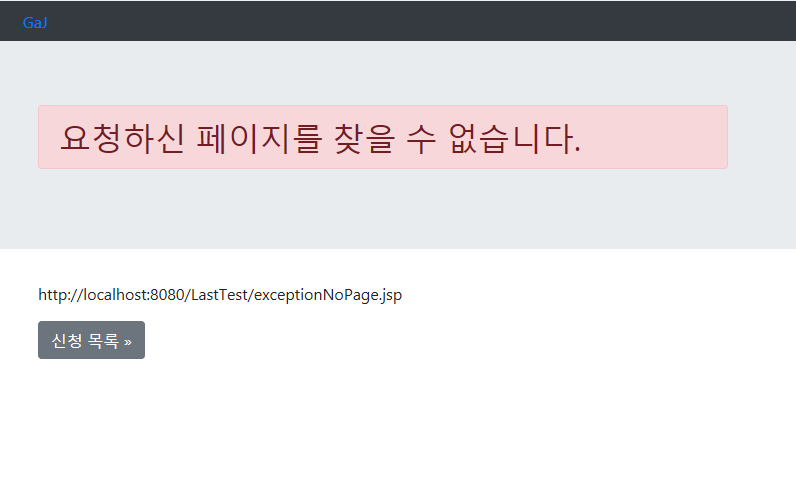 GaJ
요청하신 페이지를 찾을 수 없습니다.
http://localhost:8080/LastTest/exceptionNoPage.jsp
신청 목록 »